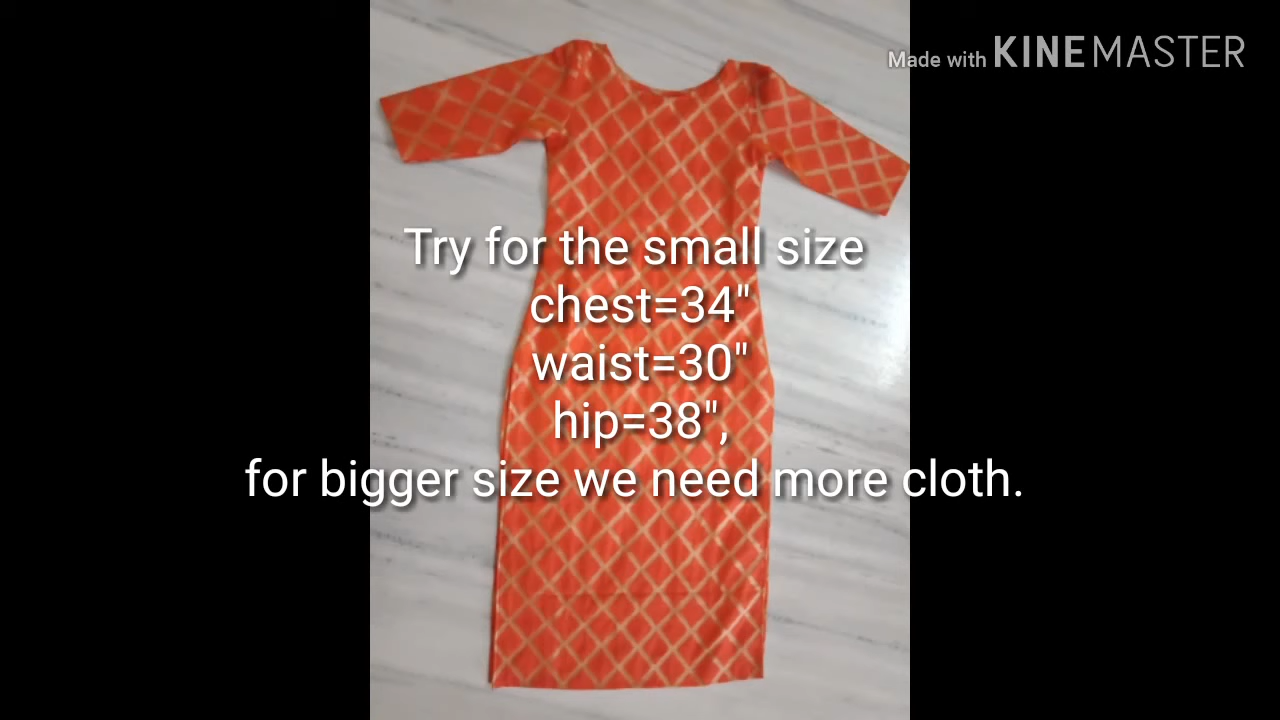 Made with KINEMASTER
Try for the small size
chest=34"
waist=30"
hip=38",
for bigger size we need more cloth.